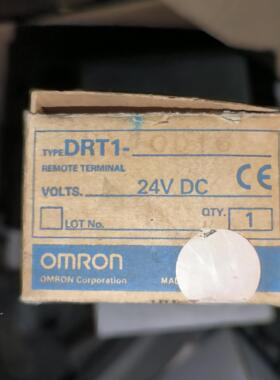 TYPE DRT1-
REMOTE TERMINAL
VOLTS. 24V DC CE
LOT No. QTY. 1
OMRON
OMRON Corporation